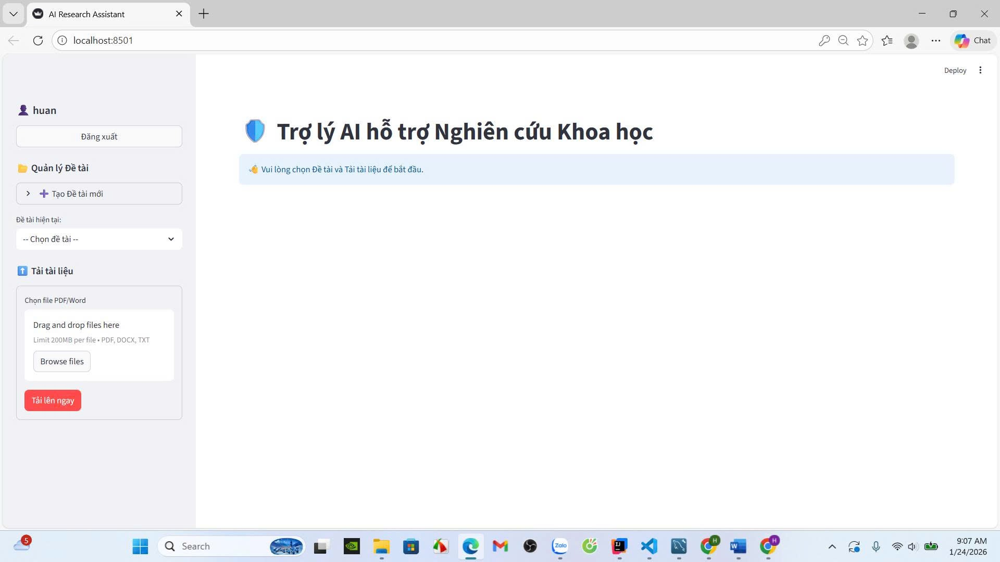 AI Research Assistant
localhost:8501
Chat
Deploy
huan
Đăng xuất
Quản lý Đề tài
Tạo Đề tài mới
Đề tài hiện tại:
-- Chọn đề tài --
Tải tài liệu
Chọn file PDF/Word
Drag and drop files here
Limit 200MB per file • PDF, DOCX, TXT
Browse files
Tải lên ngay
Trợ lý AI hỗ trợ Nghiên cứu Khoa học
Vui lòng chọn Đề tài và Tải tài liệu để bắt đầu.
5
Search
Zalo
IJ
H
W
H
9:07 AM
1/24/2026